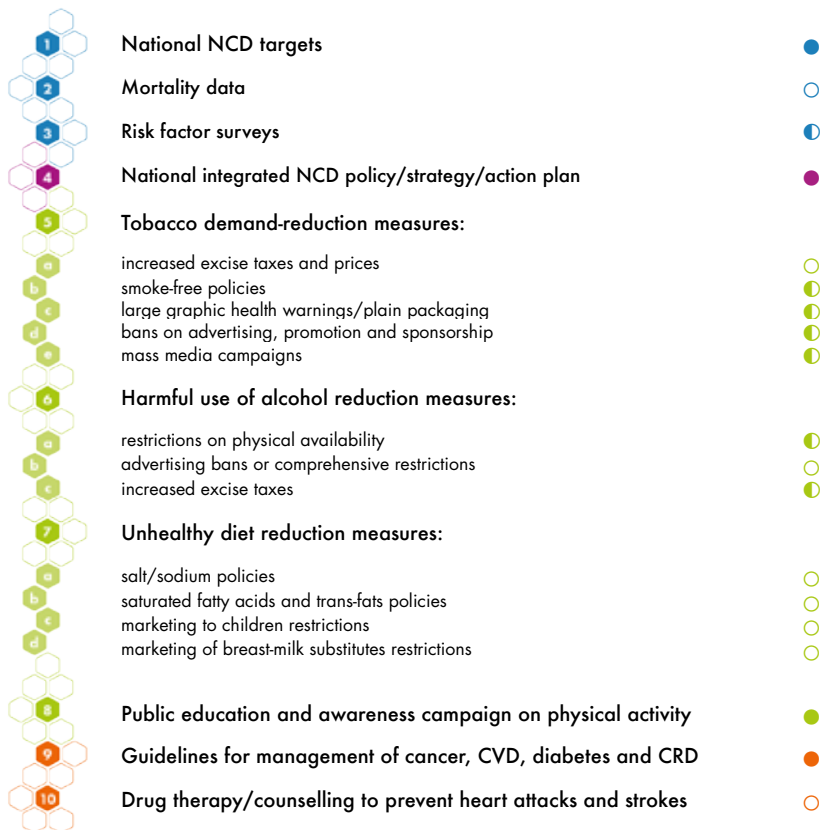 1 National NCD targets
2 Mortality data
3 Risk factor surveys
4 National integrated NCD policy/strategy/action plan
5 Tobacco demand-reduction measures:
a increased excise taxes and prices
b smoke-free policies
c large graphic health warnings/plain packaging
d bans on advertising, promotion and sponsorship
e mass media campaigns
6 Harmful use of alcohol reduction measures:
a restrictions on physical availability
b advertising bans or comprehensive restrictions
c increased excise taxes
7 Unhealthy diet reduction measures:
a salt/sodium policies
b saturated fatty acids and trans-fats policies
c marketing to children restrictions
d marketing of breast-milk substitutes restrictions
8 Public education and awareness campaign on physical activity
9 Guidelines for management of cancer, CVD, diabetes and CRD
10 Drug therapy/counselling to prevent heart attacks and strokes